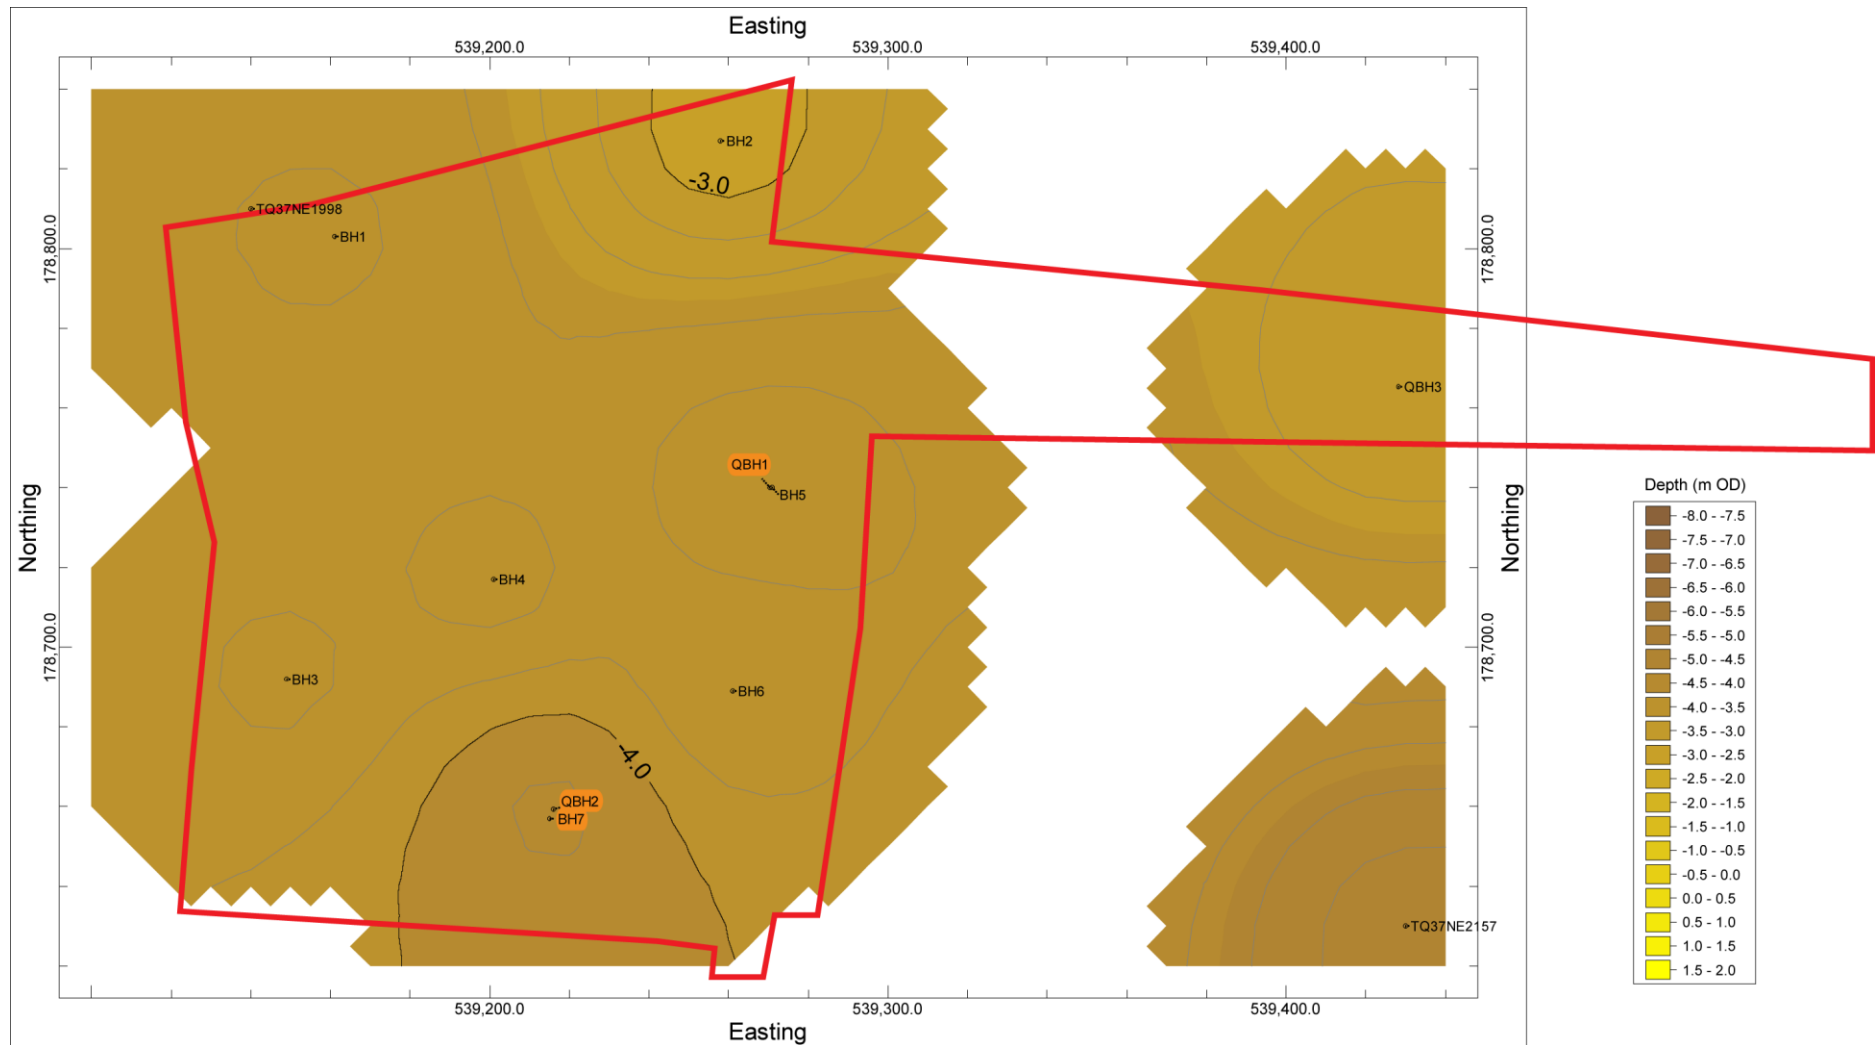 Easting
539,200.0 539,300.0 539,400.0
BH2
-3.0
TQ37NE1998
BH1
178,800.0
178,800.0
QBH3
QBH1
BH5
Northing
Northing
BH4
BH3
BH6
178,700.0
178,700.0
-4.0
QBH2
BH7
TQ37NE2157
539,200.0 539,300.0 539,400.0
Easting
Depth (m OD)
-8.0 - -7.5
-7.5 - -7.0
-7.0 - -6.5
-6.5 - -6.0
-6.0 - -5.5
-5.5 - -5.0
-5.0 - -4.5
-4.5 - -4.0
-4.0 - -3.5
-3.5 - -3.0
-3.0 - -2.5
-2.5 - -2.0
-2.0 - -1.5
-1.5 - -1.0
-1.0 - -0.5
-0.5 - 0.0
0.0 - 0.5
0.5 - 1.0
1.0 - 1.5
1.5 - 2.0